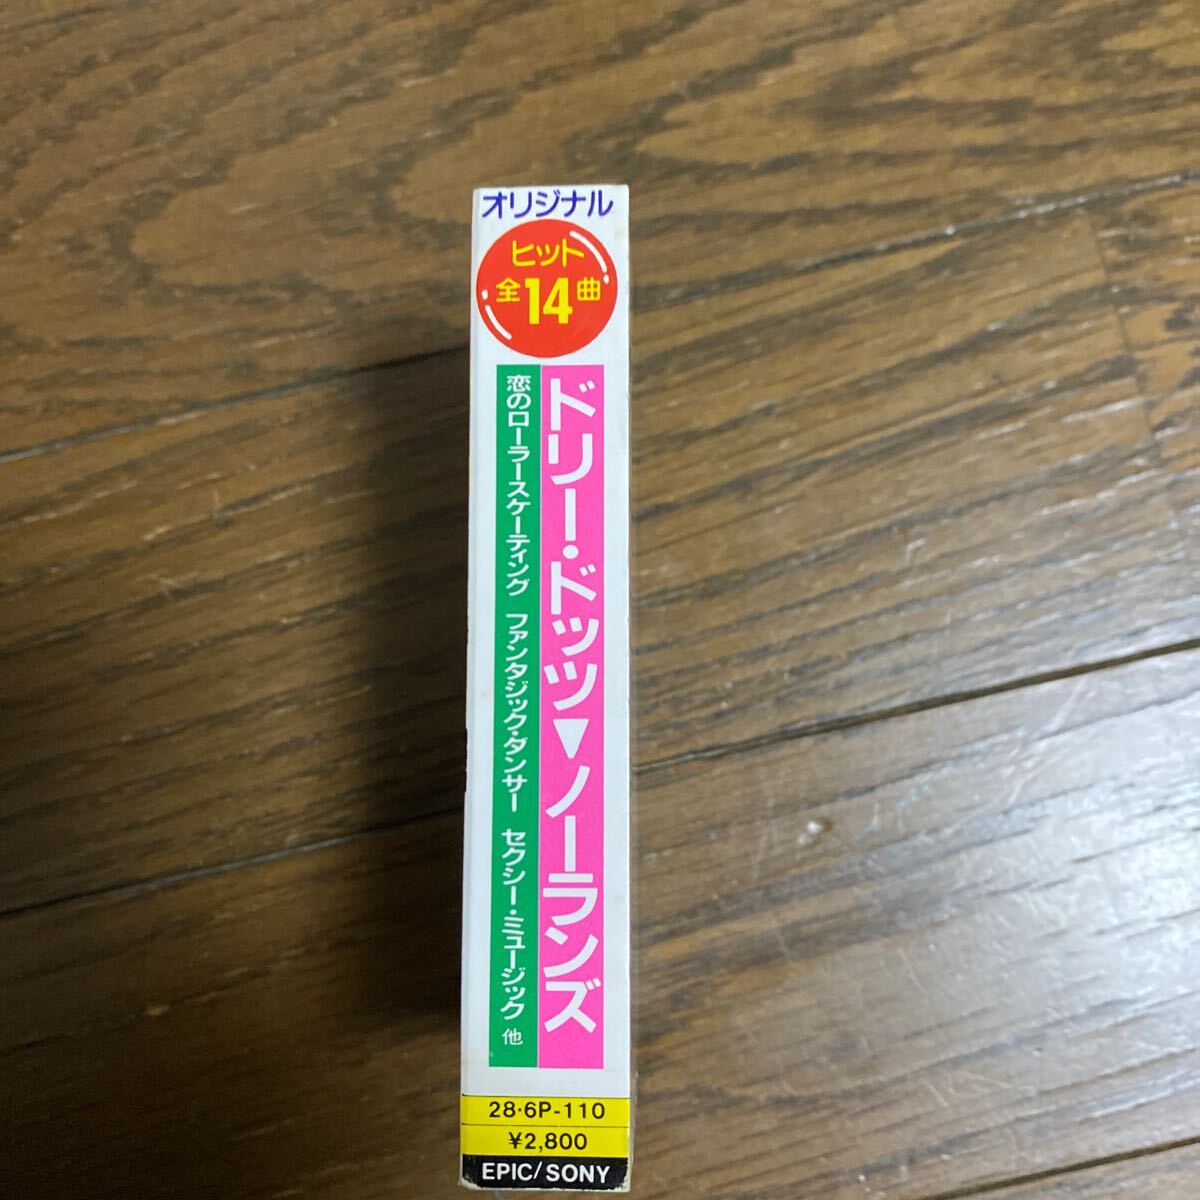 オリジナル
ヒット
全14曲
ドリー・ドッツ▼ノーランズ
恋のローラースケーティング ファンタジック・ダンサー セクシー・ミュージック 他
28・6P-110
¥2,800
EPIC/SONY